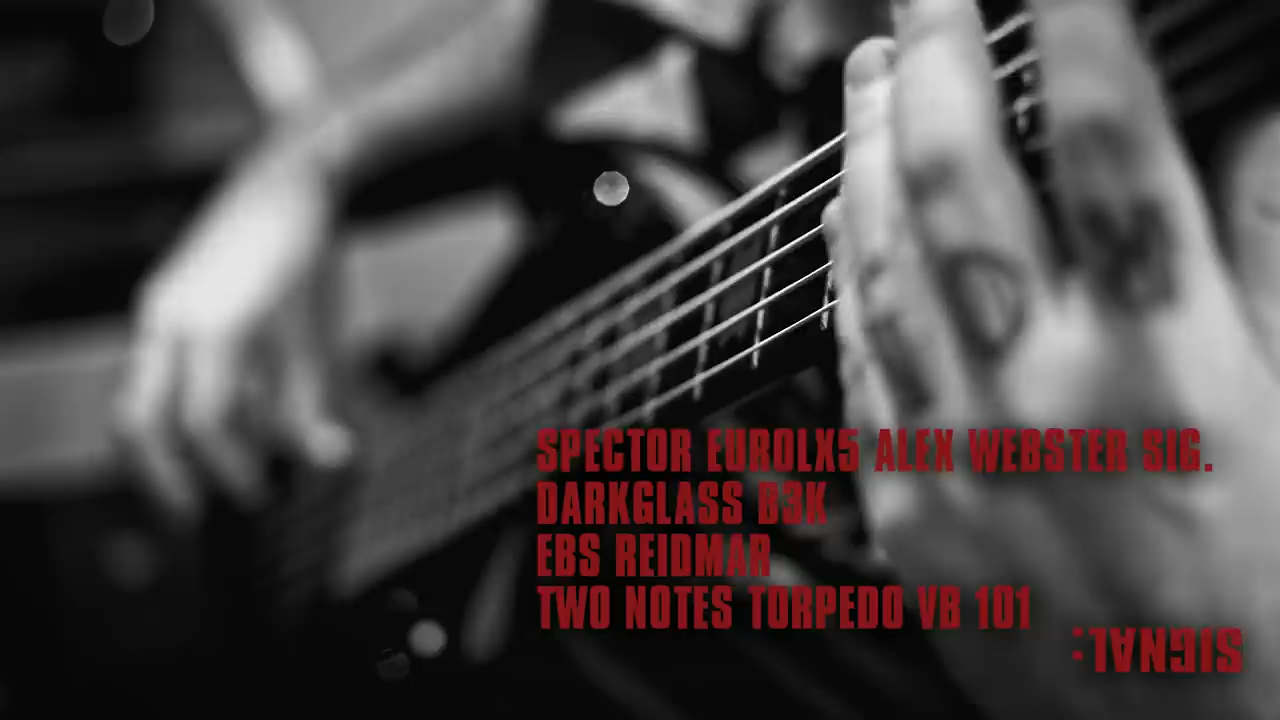 SPECTOR EUROLX5 ALEX WEBSTER SIG.
DARKGLASS B3K
EBS REIDMAR
TWO NOTES TORPEDO VB 101
SIGNAL: